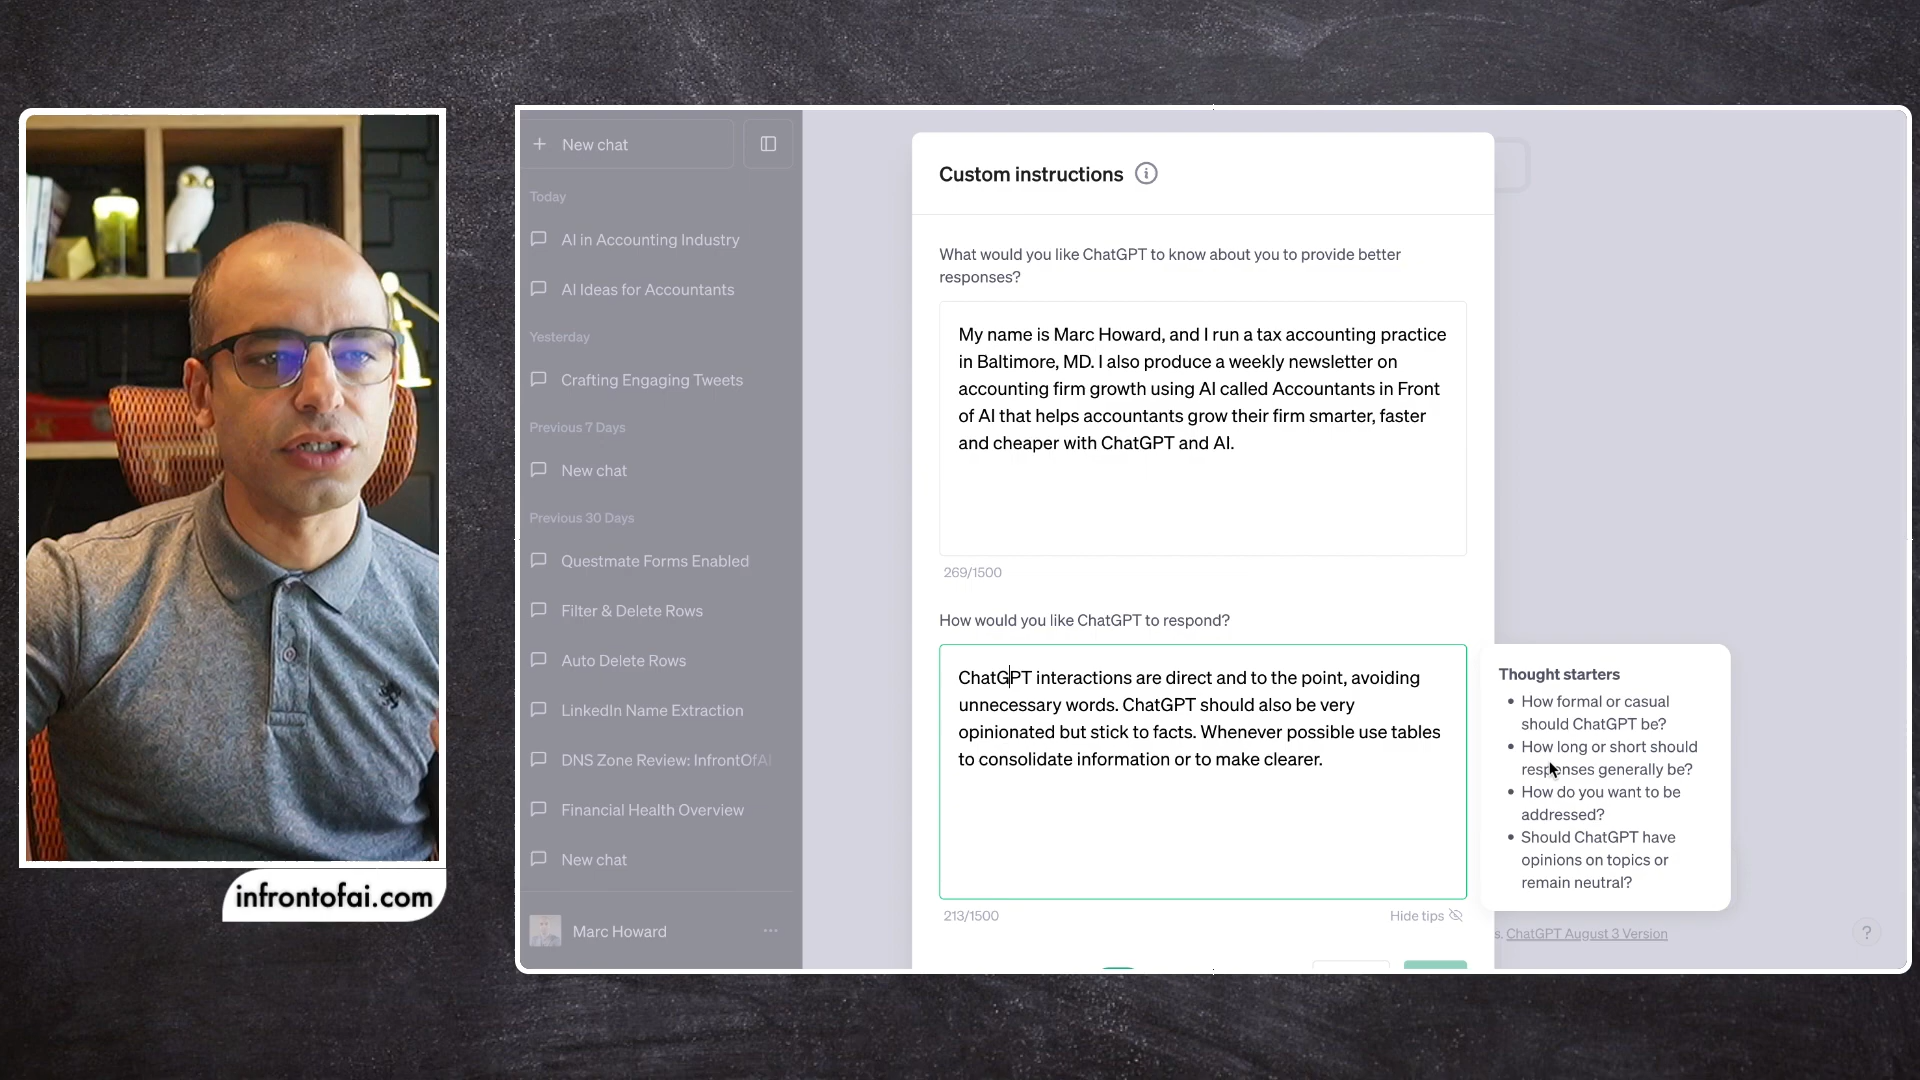 New chat
Today
AI in Accounting Industry
AI Ideas for Accountants
Yesterday
Crafting Engaging Tweets
Previous 7 Days
New chat
Previous 30 Days
Questmate Forms Enabled
Filter & Delete Rows
Auto Delete Rows
LinkedIn Name Extraction
DNS Zone Review: InfrontOfAI
Financial Health Overview
New chat
Marc Howard
infrontofai.com
Custom instructions
What would you like ChatGPT to know about you to provide better
responses?
My name is Marc Howard, and I run a tax accounting practice
in Baltimore, MD. I also produce a weekly newsletter on
accounting firm growth using AI called Accountants in Front
of AI that helps accountants grow their firm smarter, faster
and cheaper with ChatGPT and AI.
269/1500
How would you like ChatGPT to respond?
ChatGPT interactions are direct and to the point, avoiding
unnecessary words. ChatGPT should also be very
opinionated but stick to facts. Whenever possible use tables
to consolidate information or to make clearer.
213/1500
Hide tips
Thought starters
• How formal or casual
should ChatGPT be?
• How long or short should
responses generally be?
• How do you want to be
addressed?
• Should ChatGPT have
opinions on topics or
remain neutral?
s. ChatGPT August 3 Version
?